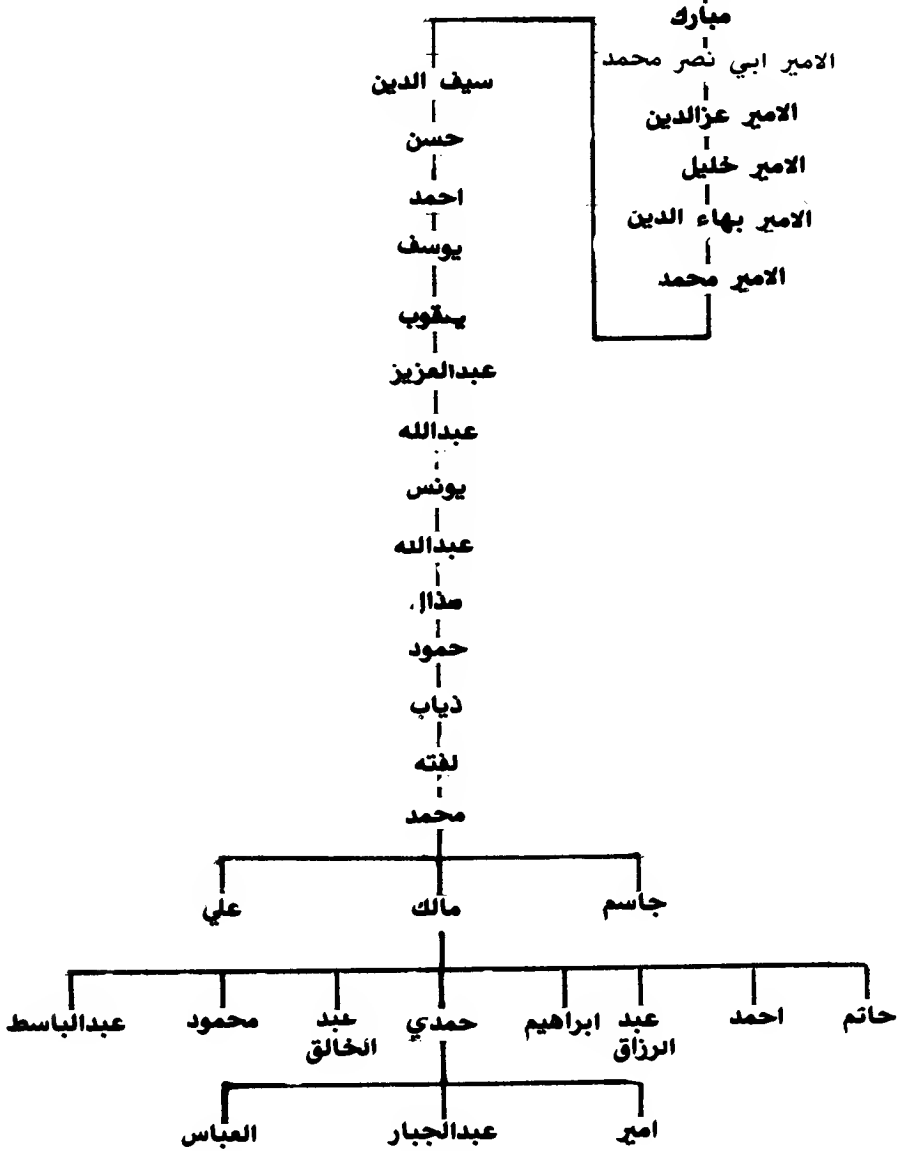 مبارك
الامير ابي نصر محمد
الامير عزالدين
الامير خليل
الامير بهاء الدين
الامير محمد
سيف الدين
حسن
احمد
يوسف
يعقوب
عبدالعزيز
عبدالله
يونس
عبدالله
حمود
ذياب
لفته
محمد
جاسم
مالك
علي
حاتم
احمد
عبد
الرزاق
ابراهيم
حمدي
عبد
الخالق
محمود
عبدالباسط
امير
عبدالجبار
العباس